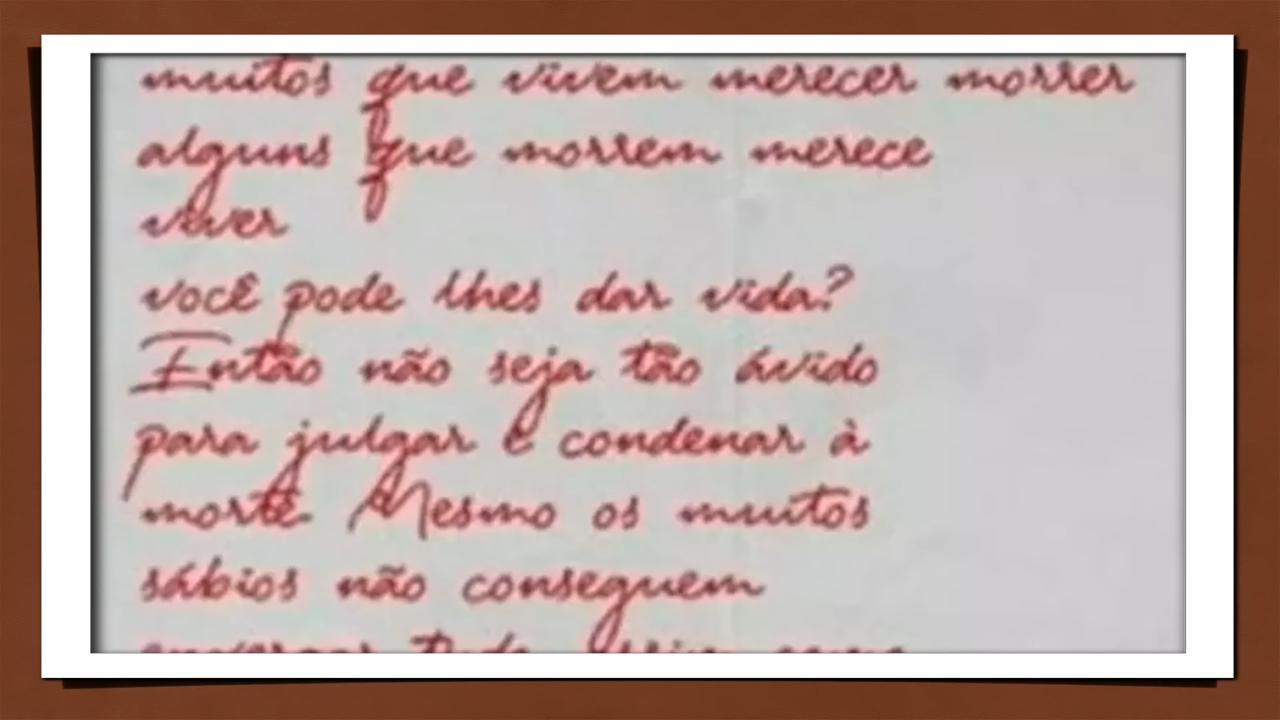 muitos que vivem merecer morrer
alguns que morrem merece
viver
você pode lhes dar vida?
Então não seja tão ávido
para julgar e condenar à
morte. Mesmo os muitos
sábios não conseguem